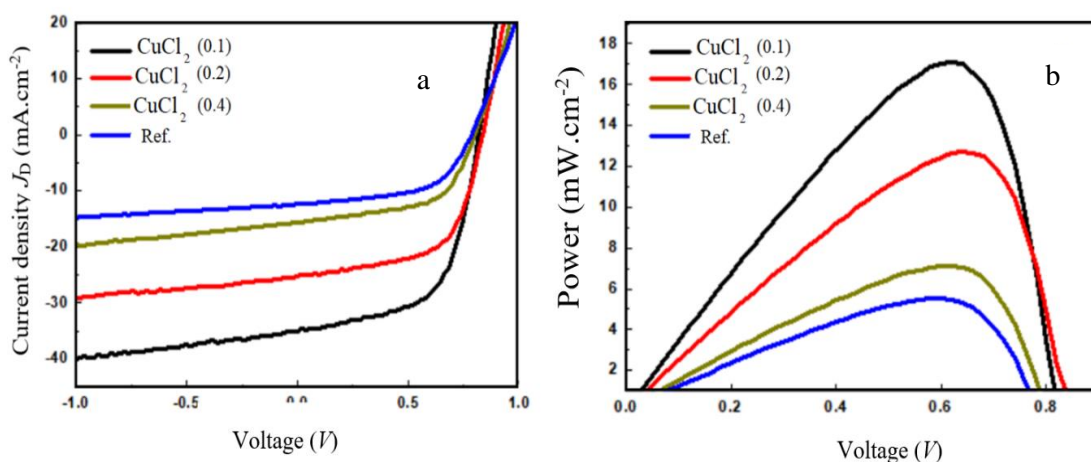 20
10
0
-10
-20
-30
-40
-1.0
-0.5
0.0
0.5
1.0
Current density J_D (mA.cm⁻²)
Voltage (V)
CuCl₂ (0.1)
CuCl₂ (0.2)
CuCl₂ (0.4)
Ref.
a
18
16
14
12
10
8
6
4
2
0.0
0.2
0.4
0.6
0.8
Power (mW.cm⁻²)
Voltage (V)
CuCl₂ (0.1)
CuCl₂ (0.2)
CuCl₂ (0.4)
Ref.
b